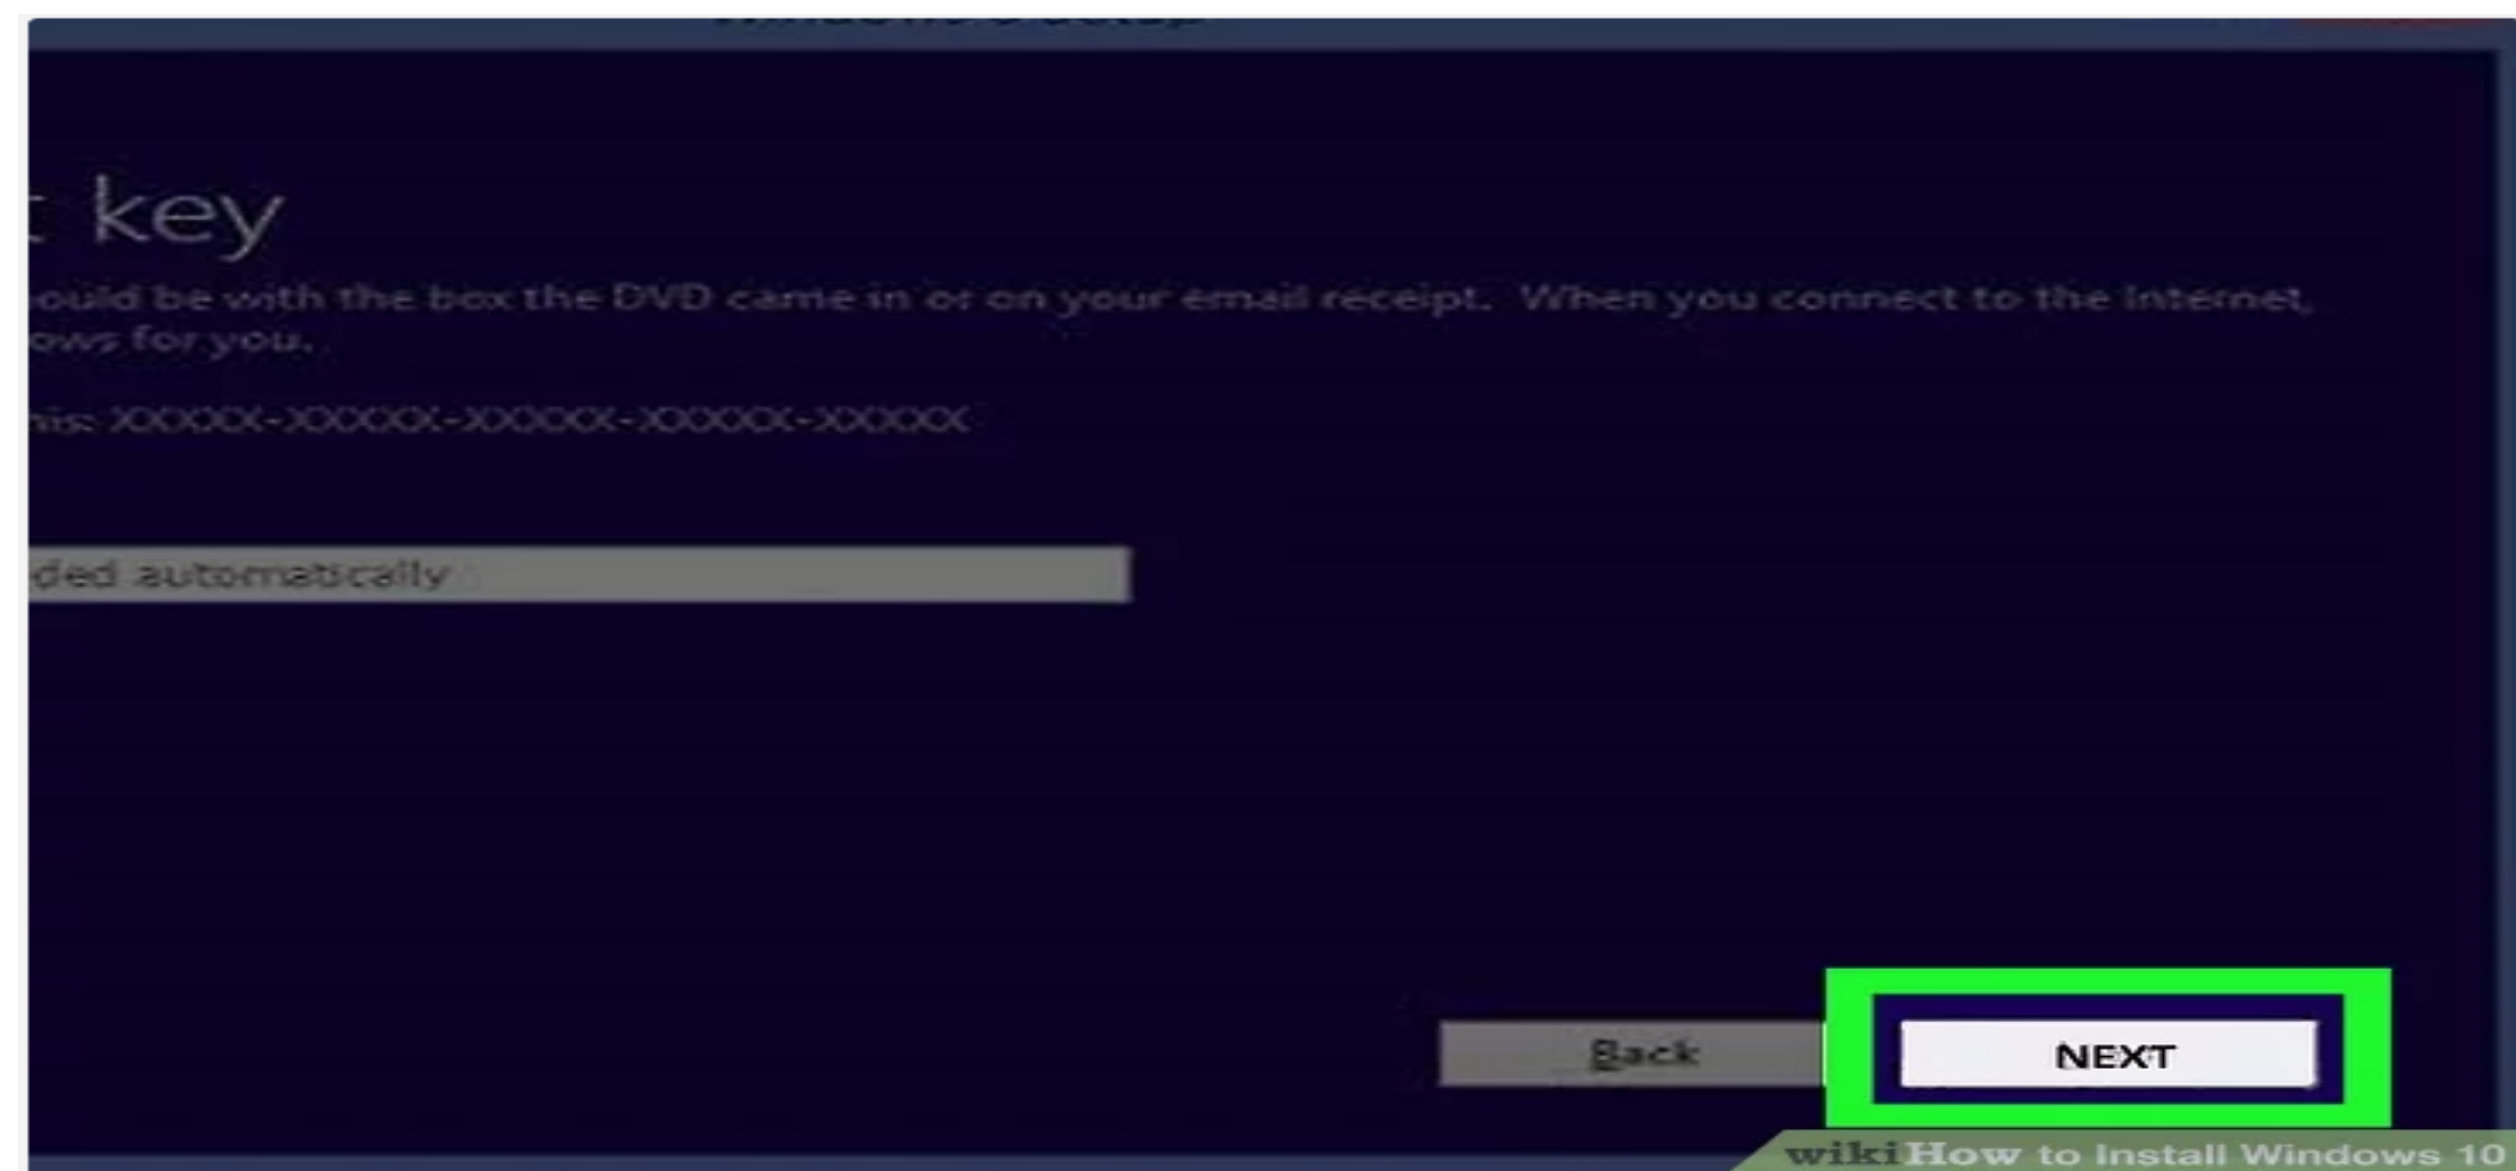 key
ould be with the box the DVD came in or on your email receipt. When you connect to the Internet,
ows for you.
his: XXXXX-XXXXX-XXXXX-XXXXX-XXXXX
ded automatically
Back
NEXT
wikiHow to Install Windows 10